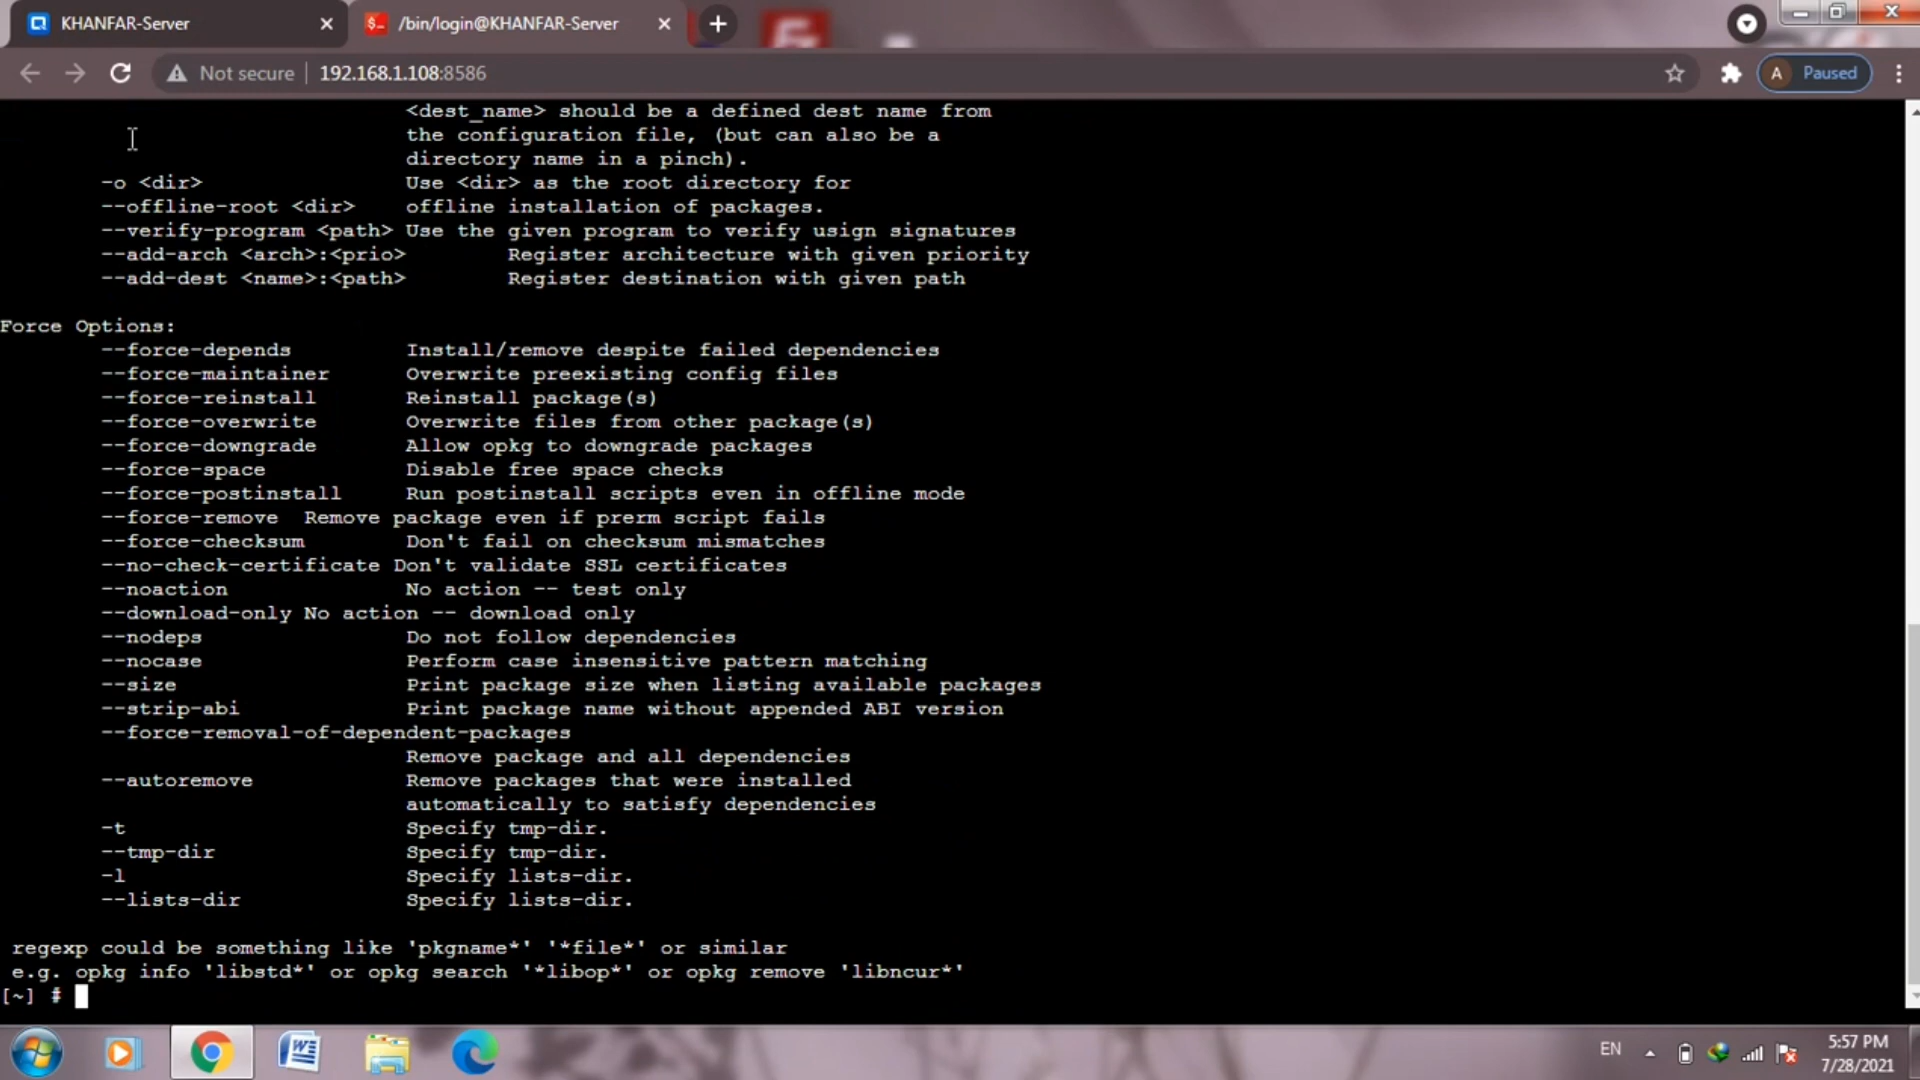 KHANFAR-Server
/bin/login@KHANFAR-Server
Not secure
192.168.1.108:8586
A
Paused
<dest_name> should be a defined dest name from
the configuration file, (but can also be a
directory name in a pinch).
-o <dir> Use <dir> as the root directory for
--offline-root <dir> offline installation of packages.
--verify-program <path> Use the given program to verify usign signatures
--add-arch <arch>:<prio> Register architecture with given priority
--add-dest <name>:<path> Register destination with given path
Force Options:
--force-depends Install/remove despite failed dependencies
--force-maintainer Overwrite preexisting config files
--force-reinstall Reinstall package(s)
--force-overwrite Overwrite files from other package(s)
--force-downgrade Allow opkg to downgrade packages
--force-space Disable free space checks
--force-postinstall Run postinstall scripts even in offline mode
--force-remove Remove package even if prerm script fails
--force-checksum Don't fail on checksum mismatches
--no-check-certificate Don't validate SSL certificates
--noaction No action -- test only
--download-only No action -- download only
--nodeps Do not follow dependencies
--nocase Perform case insensitive pattern matching
--size Print package size when listing available packages
--strip-abi Print package name without appended ABI version
--force-removal-of-dependent-packages
Remove package and all dependencies
--autoremove Remove packages that were installed
automatically to satisfy dependencies
-t Specify tmp-dir.
--tmp-dir Specify tmp-dir.
-l Specify lists-dir.
--lists-dir Specify lists-dir.
regexp could be something like 'pkgname*' '*file*' or similar
e.g. opkg info 'libstd*' or opkg search '*libop*' or opkg remove 'libncur*'
[~] #
EN
5:57 PM
7/28/2021